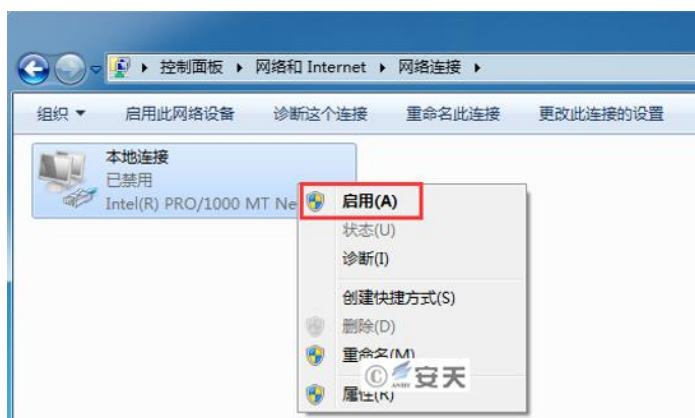 控制面板 ▸ 网络和 Internet ▸ 网络连接 ▸
组织 ▼ 启用此网络设备 诊断这个连接 重命名此连接 更改此连接的设置
本地连接
已禁用
Intel(R) PRO/1000 MT Ne
启用(A)
状态(U)
诊断(I)
创建快捷方式(S)
删除(D)
重命名(M)
© 安天
属性(R)